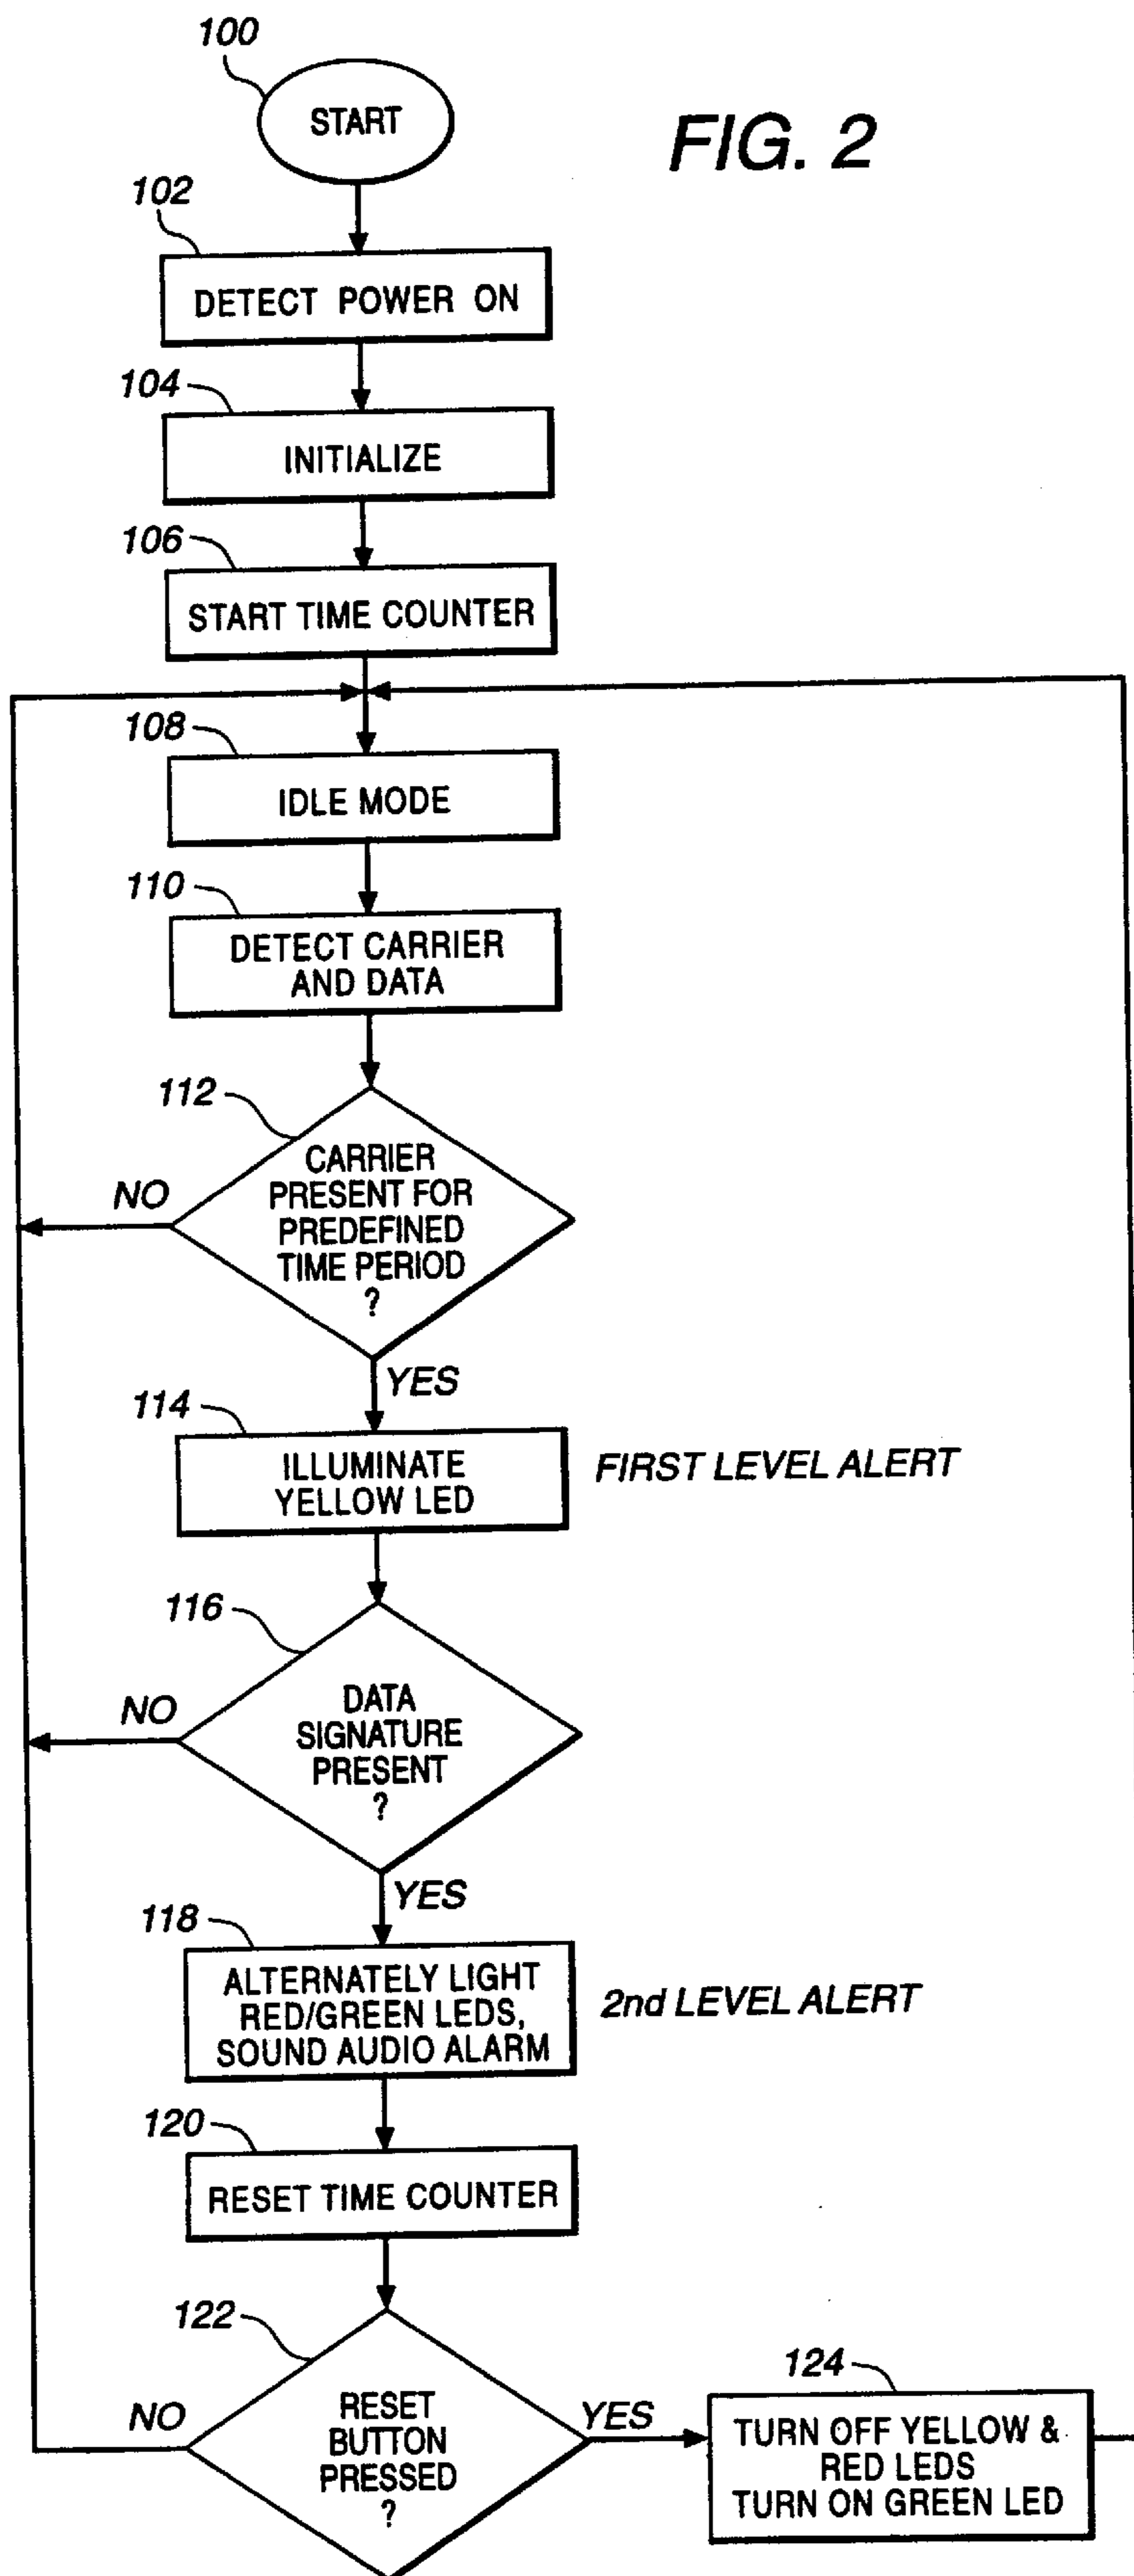 100
START
FIG. 2
102
DETECT POWER ON
104
INITIALIZE
106
START TIME COUNTER
108
IDLE MODE
110
DETECT CARRIER
AND DATA
112
CARRIER
PRESENT FOR
PREDEFINED
TIME PERIOD
?
NO
YES
114
ILLUMINATE
YELLOW LED
FIRST LEVEL ALERT
116
DATA
SIGNATURE
PRESENT
?
NO
YES
118
ALTERNATELY LIGHT
RED/GREEN LEDS,
SOUND AUDIO ALARM
2nd LEVEL ALERT
120
RESET TIME COUNTER
122
RESET
BUTTON
PRESSED
?
NO
YES
124
TURN OFF YELLOW &
RED LEDS
TURN ON GREEN LED